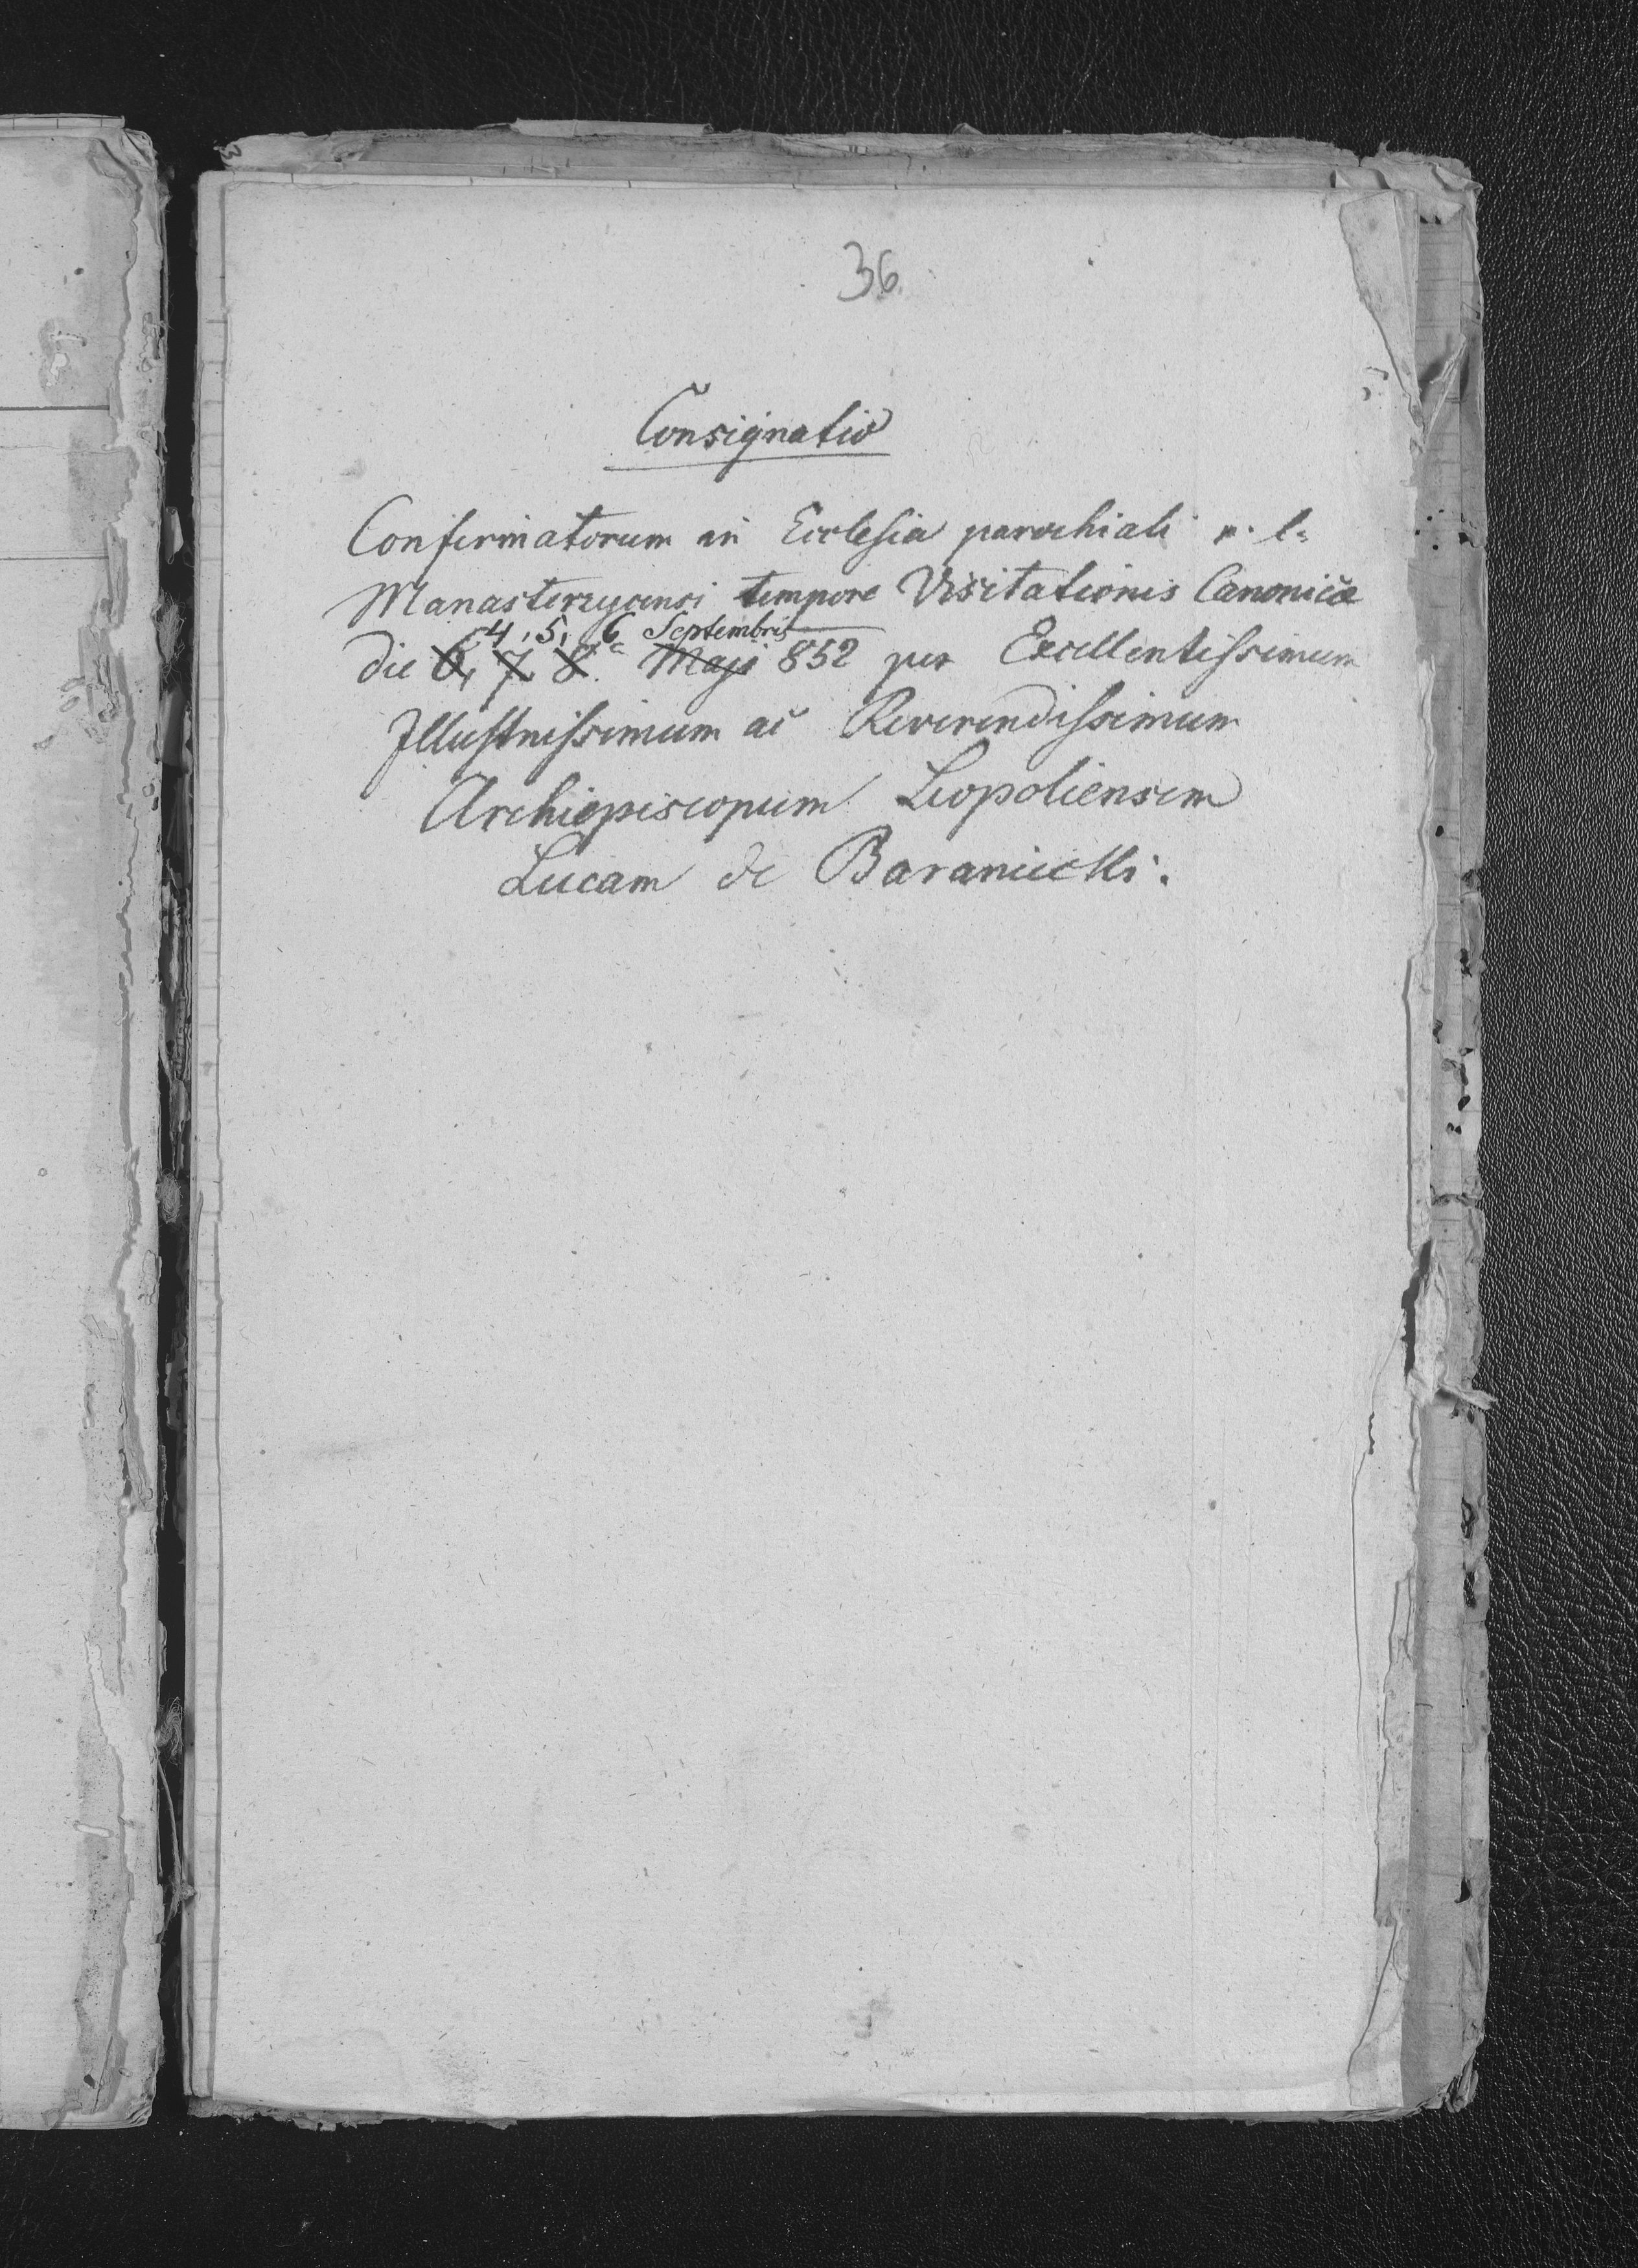 36.
Consignatio
Confirmatorum in Ecclesia parochiali r. l.
Manasterzycensi tempore Visitationis Canonicæ
4, 5, 6 Septembris
die 6, 7, 8. Maji 852 per Excellentissimum
Illustrissimum ac Reverendissimum
Archiepiscopum Leopoliensem
Lucam de Baraniecki.